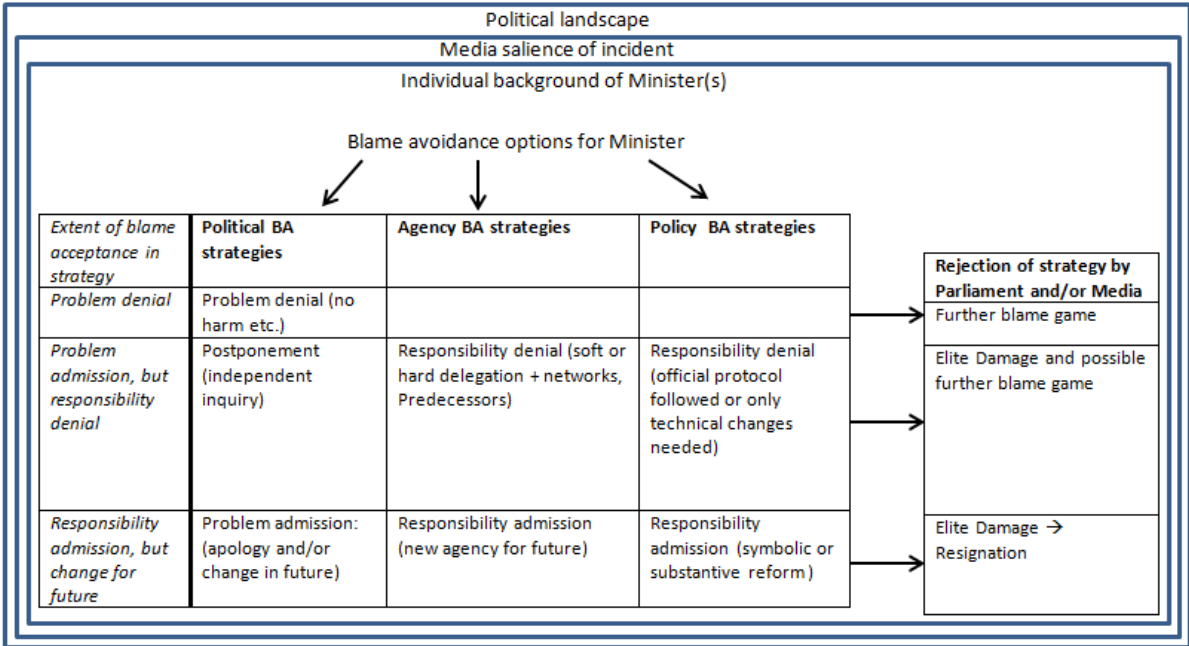 Political landscape
Media salience of incident
Individual background of Minister(s)
Blame avoidance options for Minister
Extent of blame
acceptance in
strategy
Political BA
strategies
Agency BA strategies
Policy BA strategies
Rejection of strategy by
Parliament and/or Media
Problem denial
Problem denial (no
harm etc.)
Further blame game
Problem
admission, but
responsibility
denial
Postponement
(independent
inquiry)
Responsibility denial (soft or
hard delegation + networks,
Predecessors)
Responsibility denial
(official protocol
followed or only
technical changes
needed)
Elite Damage and possible
further blame game
Responsibility
admission, but
change for
future
Problem admission:
(apology and/or
change in future)
Responsibility admission
(new agency for future)
Responsibility
admission (symbolic or
substantive reform)
Elite Damage →
Resignation